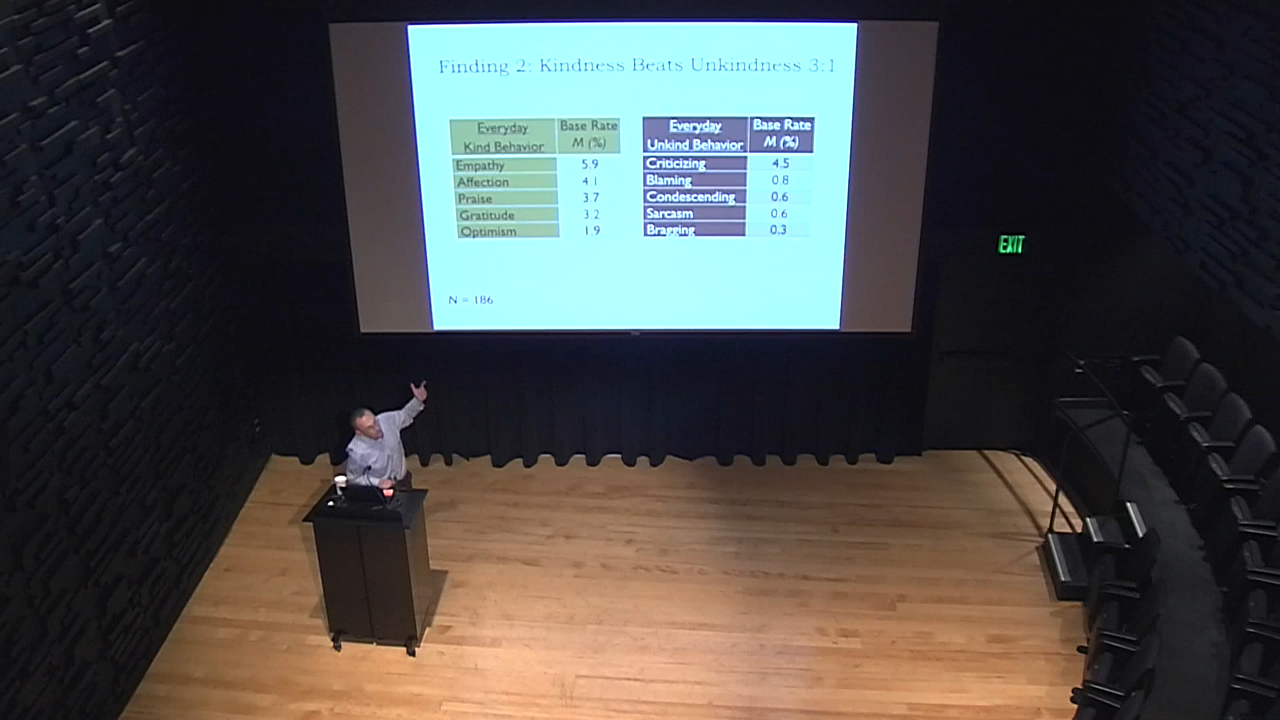 Finding 2: Kindness Beats Unkindness 3:1
Everyday Kind Behavior Base Rate M (%)
Empathy 5.9
Affection 4.1
Praise 3.7
Gratitude 3.2
Optimism 1.9
Everyday Unkind Behavior Base Rate M (%)
Criticizing 4.5
Blaming 0.8
Condescending 0.6
Sarcasm 0.6
Bragging 0.3
N = 186
EXIT